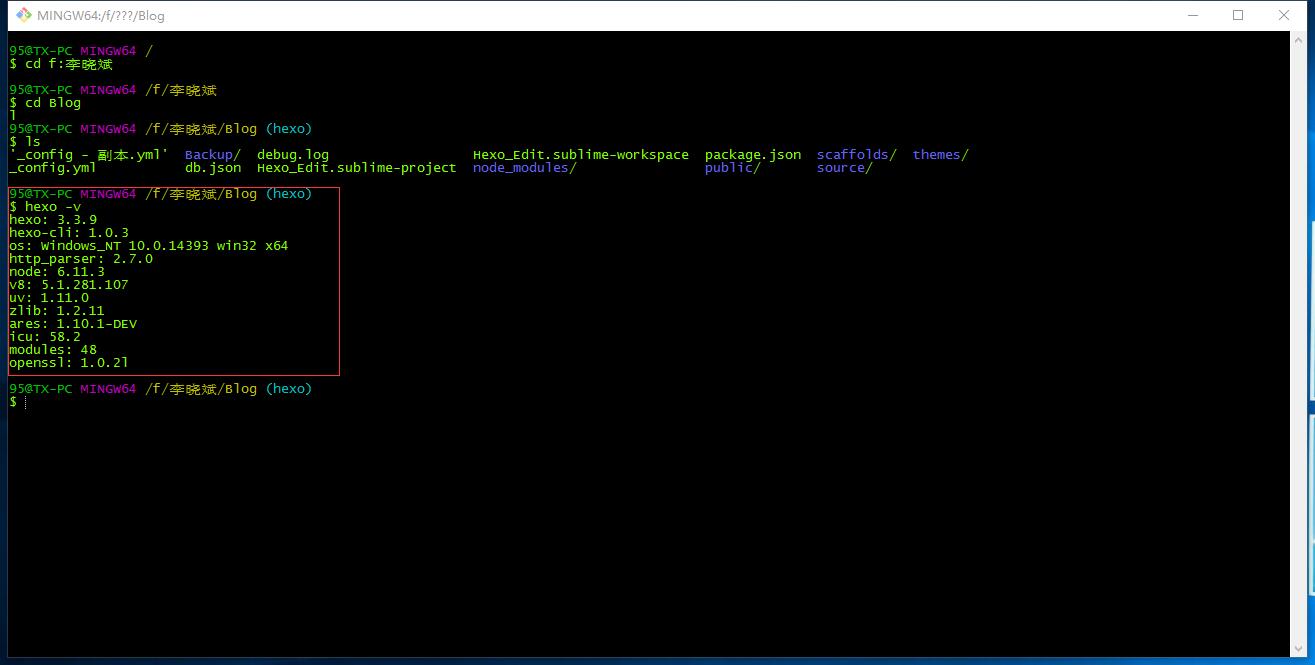 MINGW64:/f/???/Blog
95@TX-PC MINGW64 /
$ cd f:李晓斌
95@TX-PC MINGW64 /f/李晓斌
$ cd Blog
l
95@TX-PC MINGW64 /f/李晓斌/Blog (hexo)
$ ls
'_config - 副本.yml'  Backup/  debug.log  Hexo_Edit.sublime-workspace  package.json  scaffolds/  themes/
_config.yml  db.json  Hexo_Edit.sublime-project  node_modules/  public/  source/
95@TX-PC MINGW64 /f/李晓斌/Blog (hexo)
$ hexo -v
hexo: 3.3.9
hexo-cli: 1.0.3
os: Windows_NT 10.0.14393 win32 x64
http_parser: 2.7.0
node: 6.11.3
v8: 5.1.281.107
uv: 1.11.0
zlib: 1.2.11
ares: 1.10.1-DEV
icu: 58.2
modules: 48
openssl: 1.0.2l
95@TX-PC MINGW64 /f/李晓斌/Blog (hexo)
$